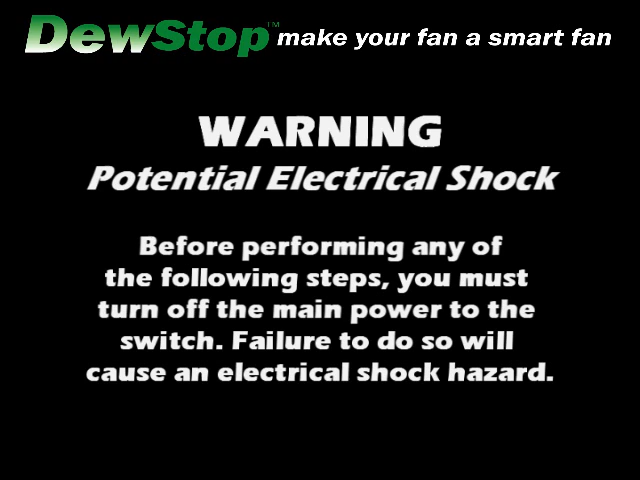 DewStop™ make your fan a smart fan
WARNING
Potential Electrical Shock
Before performing any of
the following steps, you must
turn off the main power to the
switch. Failure to do so will
cause an electrical shock hazard.